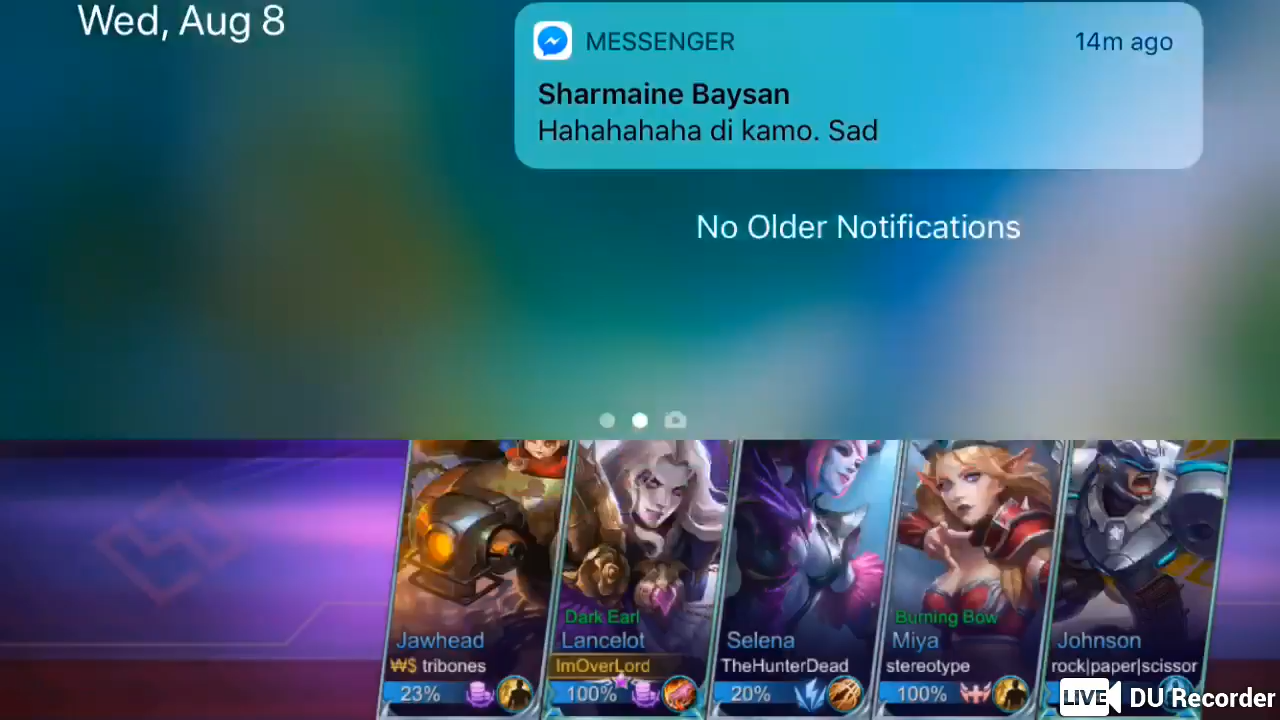 Wed, Aug 8
MESSENGER
14m ago
Sharmaine Baysan
Hahahahaha di kamo. Sad
No Older Notifications
Jawhead
₩$ tribones
23%
Dark Earl
Lancelot
ImOverLord
100%
Selena
TheHunterDead
20%
Burning Bow
Miya
stereotype
100%
Johnson
rock|paper|scissor
LIVE DU Recorder